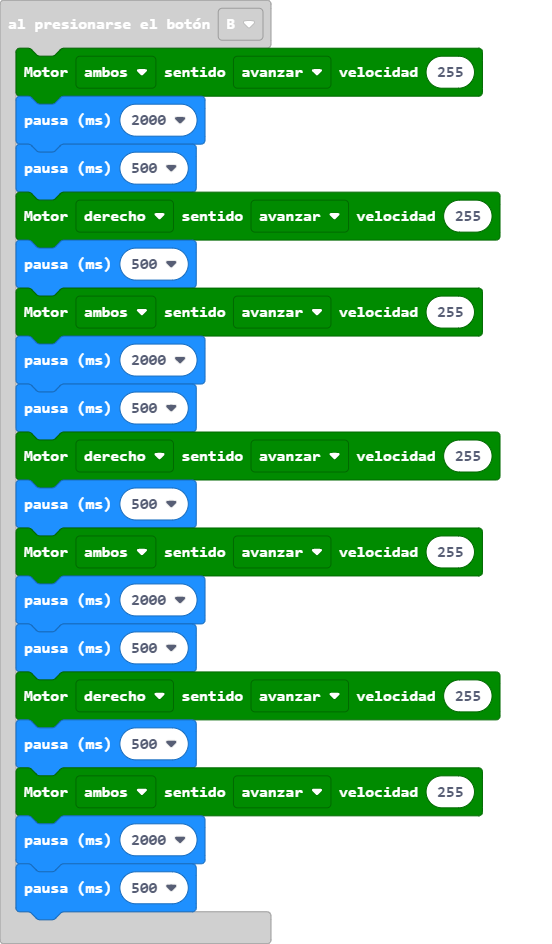 al presionarse el botón B
Motor ambos sentido avanzar velocidad 255
pausa (ms) 2000
pausa (ms) 500
Motor derecho sentido avanzar velocidad 255
pausa (ms) 500
Motor ambos sentido avanzar velocidad 255
pausa (ms) 2000
pausa (ms) 500
Motor derecho sentido avanzar velocidad 255
pausa (ms) 500
Motor ambos sentido avanzar velocidad 255
pausa (ms) 2000
pausa (ms) 500
Motor derecho sentido avanzar velocidad 255
pausa (ms) 500
Motor ambos sentido avanzar velocidad 255
pausa (ms) 2000
pausa (ms) 500